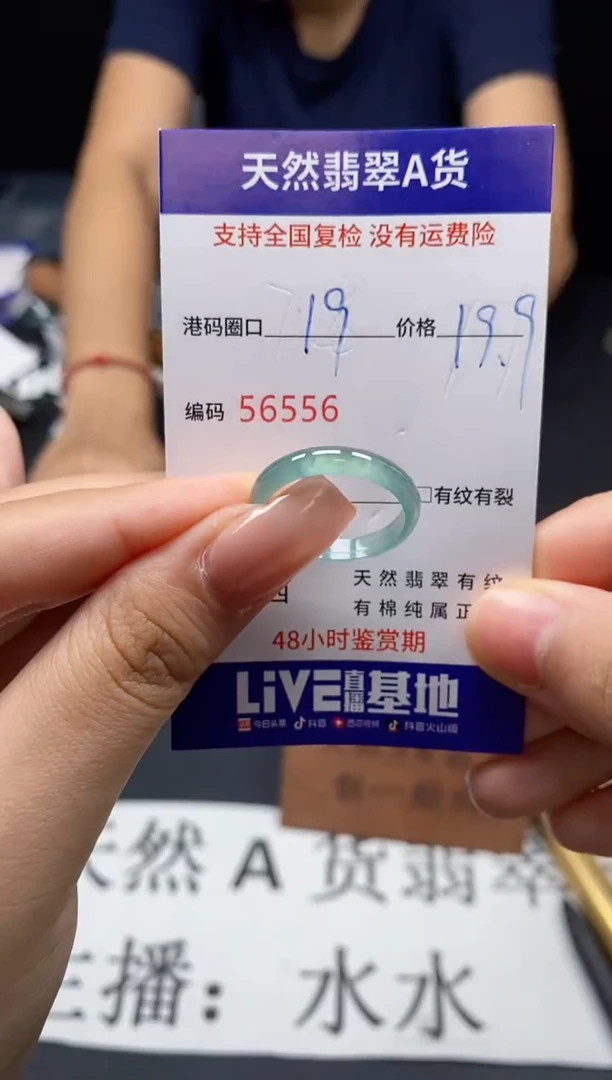 天然翡翠A货
支持全国复检 没有运费险
港码圈口 19 价格 19.9
编码 56556
□有纹有裂
天然翡翠有纹
有棉纯属正
48小时鉴赏期
LiVE直播基地
今日头条 抖音 西瓜视频 抖音火山版
然 A 货翡翠
播：水水